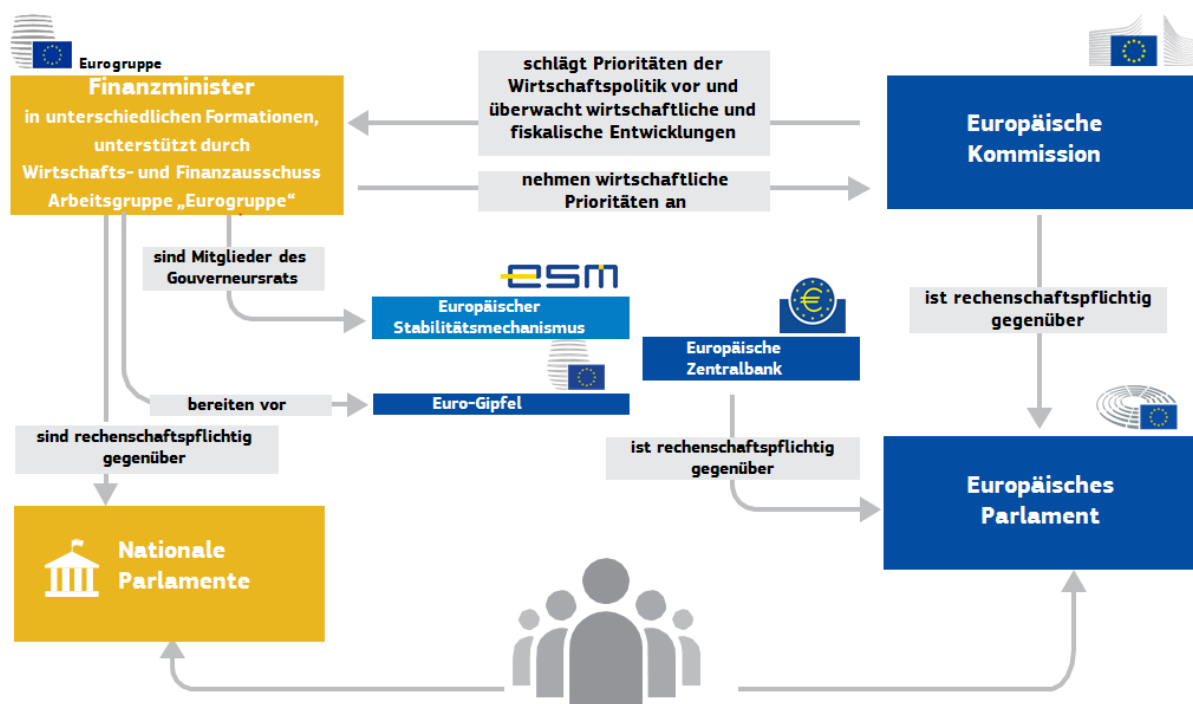 Eurogruppe
Finanzminister
in unterschiedlichen Formationen,
unterstützt durch
Wirtschafts- und Finanzausschuss
Arbeitsgruppe „Eurogruppe“
schlägt Prioritäten der
Wirtschaftspolitik vor und
überwacht wirtschaftliche und
fiskalische Entwicklungen
Europäische
Kommission
nehmen wirtschaftliche
Prioritäten an
sind Mitglieder des
Gouverneursrats
esm
Europäischer
Stabilitätsmechanismus
€
Europäische
Zentralbank
ist rechenschaftspflichtig
gegenüber
bereiten vor
Euro-Gipfel
sind rechenschaftspflichtig
gegenüber
ist rechenschaftspflichtig
gegenüber
Europäisches
Parlament
Nationale
Parlamente